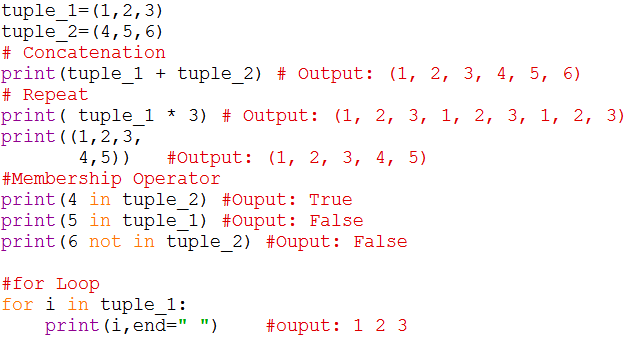 tuple_1=(1,2,3)
tuple_2=(4,5,6)
# Concatenation
print(tuple_1 + tuple_2) # Output: (1, 2, 3, 4, 5, 6)
# Repeat
print( tuple_1 * 3) # Output: (1, 2, 3, 1, 2, 3, 1, 2, 3)
print((1,2,3,
       4,5))   #Output: (1, 2, 3, 4, 5)
#Membership Operator
print(4 in tuple_2) #Ouput: True
print(5 in tuple_1) #Ouput: False
print(6 not in tuple_2) #Ouput: False

#for Loop
for i in tuple_1:
    print(i,end=" ")    #ouput: 1 2 3